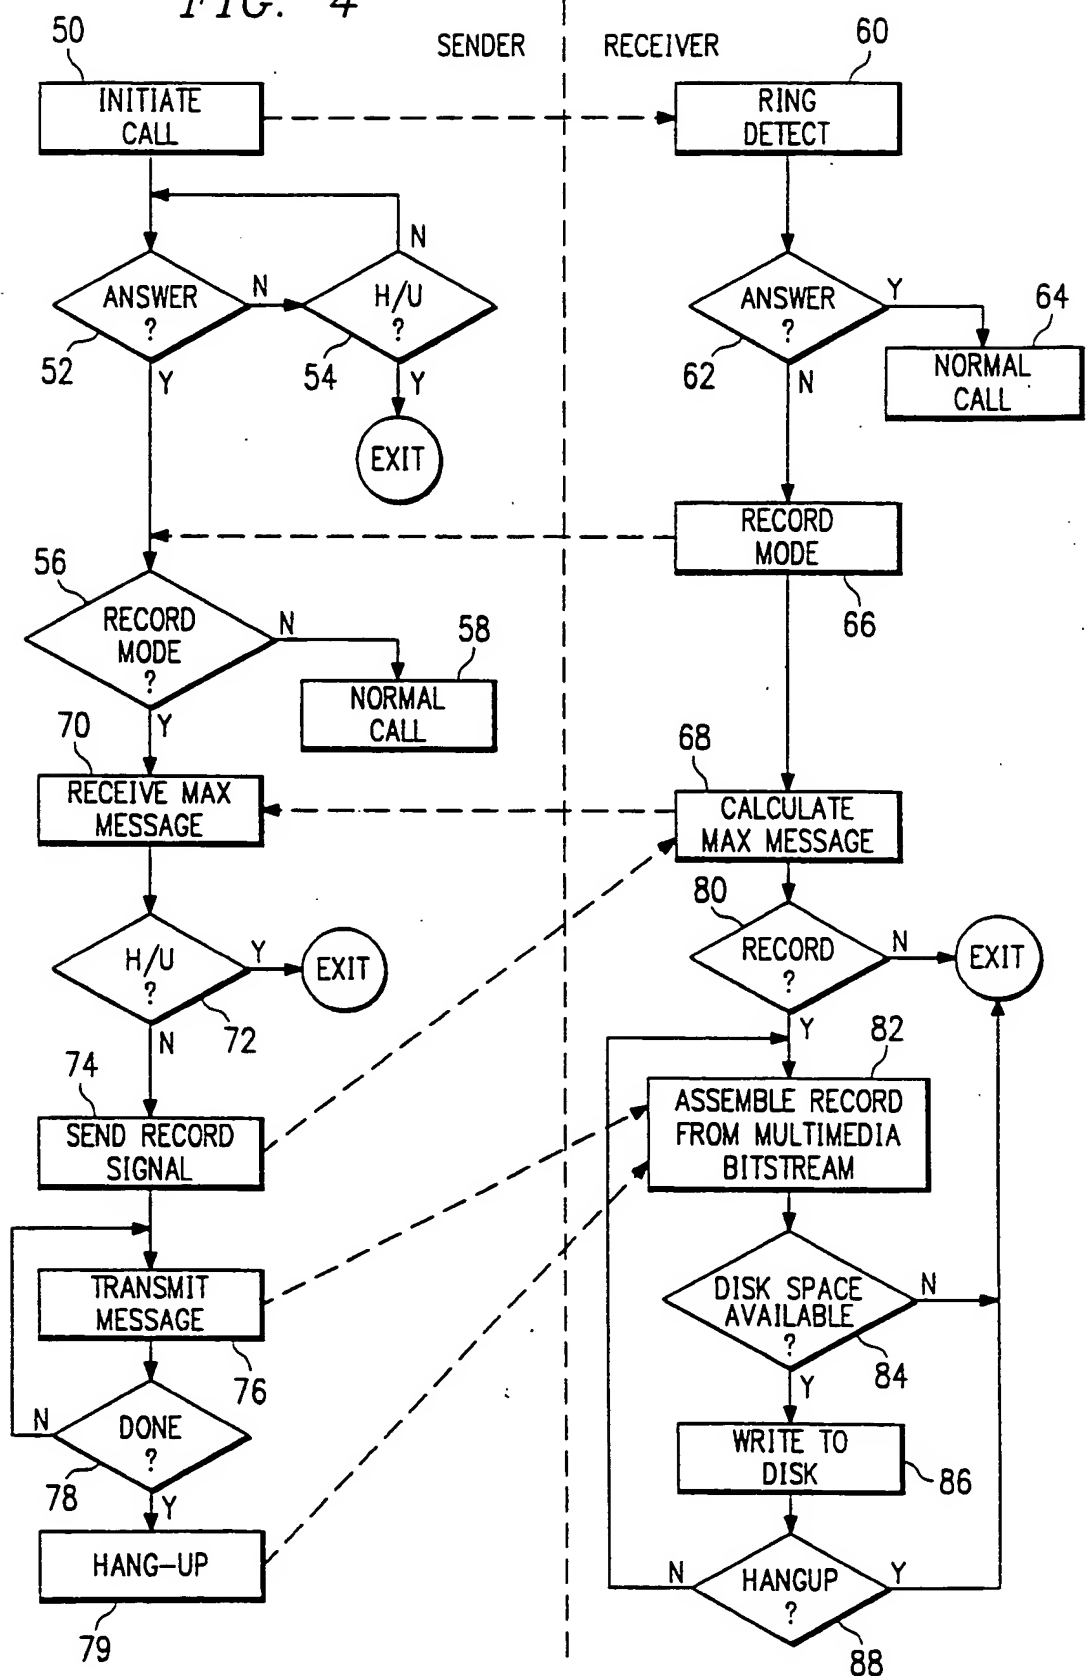 FIG. 4
SENDER
RECEIVER
50
INITIATE
CALL
60
RING
DETECT
N
ANSWER
?
52
N
Y
H/U
?
54
Y
EXIT
ANSWER
?
62
Y
N
64
NORMAL
CALL
RECORD
MODE
66
56
RECORD
MODE
?
N
Y
58
NORMAL
CALL
70
RECEIVE MAX
MESSAGE
68
CALCULATE
MAX MESSAGE
H/U
?
72
Y
N
EXIT
80
RECORD
?
N
Y
EXIT
74
SEND RECORD
SIGNAL
82
ASSEMBLE RECORD
FROM MULTIMEDIA
BITSTREAM
TRANSMIT
MESSAGE
76
DISK SPACE
AVAILABLE
?
84
N
Y
DONE
?
78
N
Y
WRITE TO
DISK
86
HANG-UP
79
HANGUP
?
88
N
Y